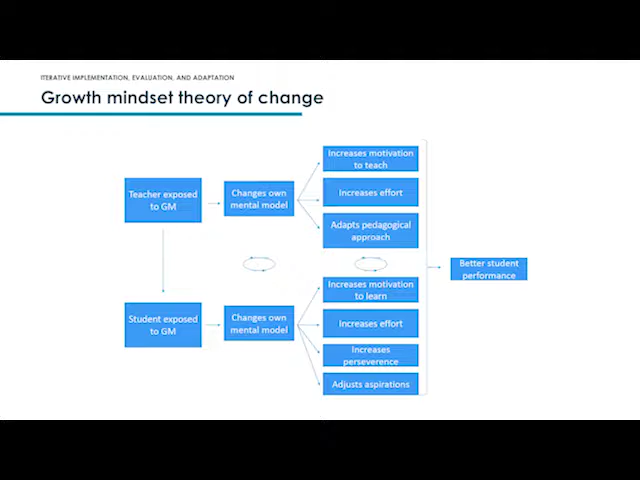 ITERATIVE IMPLEMENTATION, EVALUATION, AND ADAPTATION
Growth mindset theory of change
Teacher exposed
to GM
Changes own
mental model
Increases motivation
to teach
Increases effort
Adapts pedagogical
approach
Better student
performance
Student exposed
to GM
Changes own
mental model
Increases motivation
to learn
Increases effort
Increases
perseverence
Adjusts aspirations